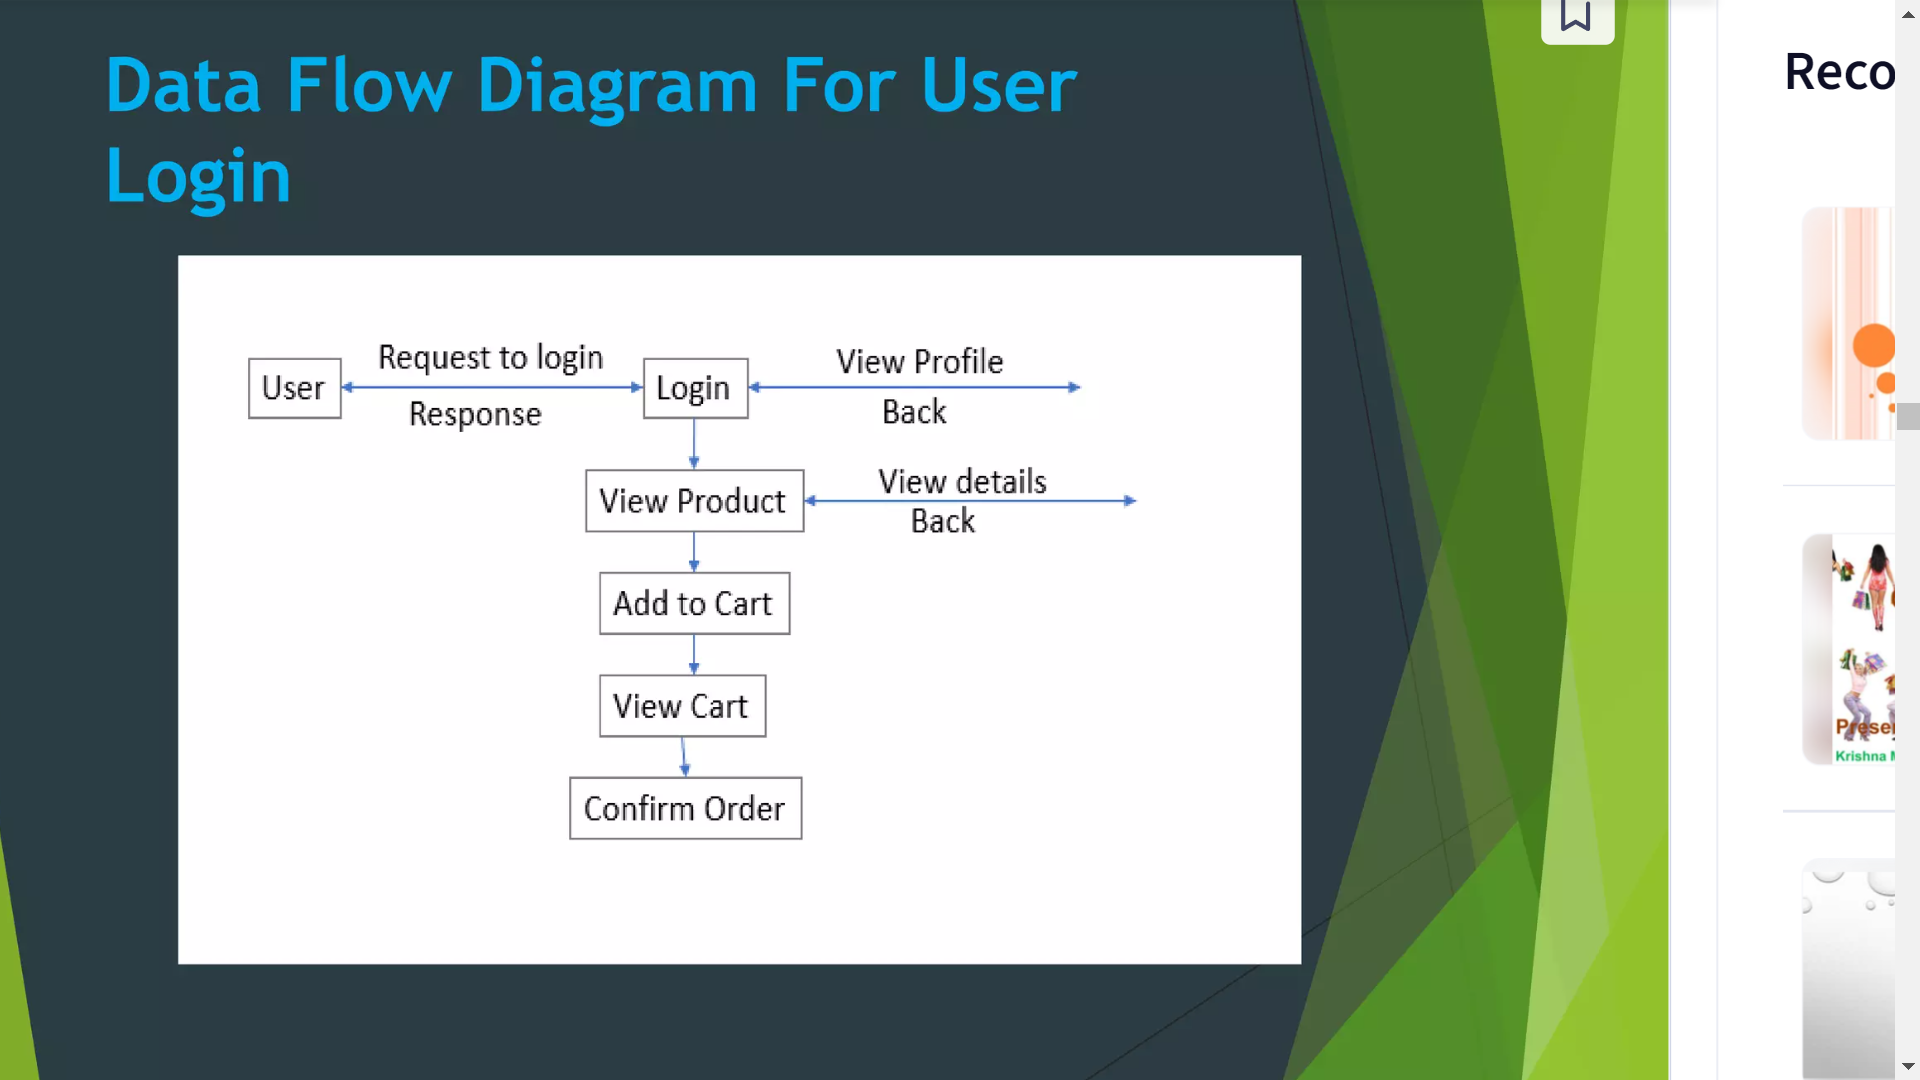 Data Flow Diagram For User
Login
Reco
Request to login
View Profile
User
Login
Response
Back
View details
View Product
Back
Add to Cart
View Cart
Confirm Order
Presen
Krishna M